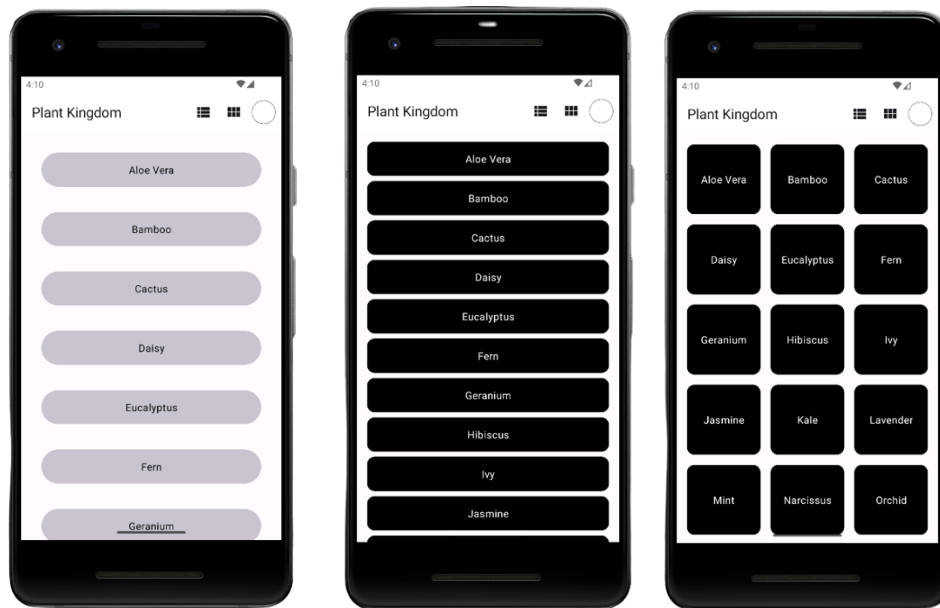 4:10
Plant Kingdom
Aloe Vera
Bamboo
Cactus
Daisy
Eucalyptus
Fern
Geranium
4:10
Plant Kingdom
Aloe Vera
Bamboo
Cactus
Daisy
Eucalyptus
Fern
Geranium
Hibiscus
Ivy
Jasmine
4:10
Plant Kingdom
Aloe Vera Bamboo Cactus
Daisy Eucalyptus Fern
Geranium Hibiscus Ivy
Jasmine Kale Lavender
Mint Narcissus Orchid